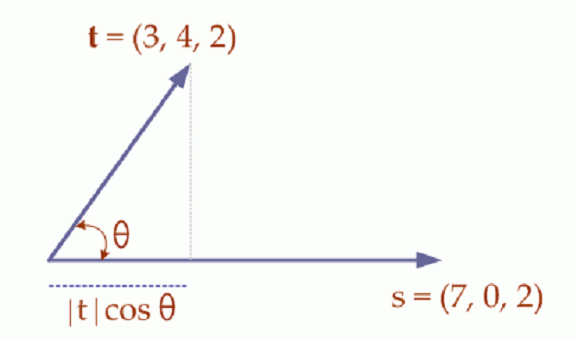 t = (3, 4, 2)
θ
s = (7, 0, 2)
|t|cos θ